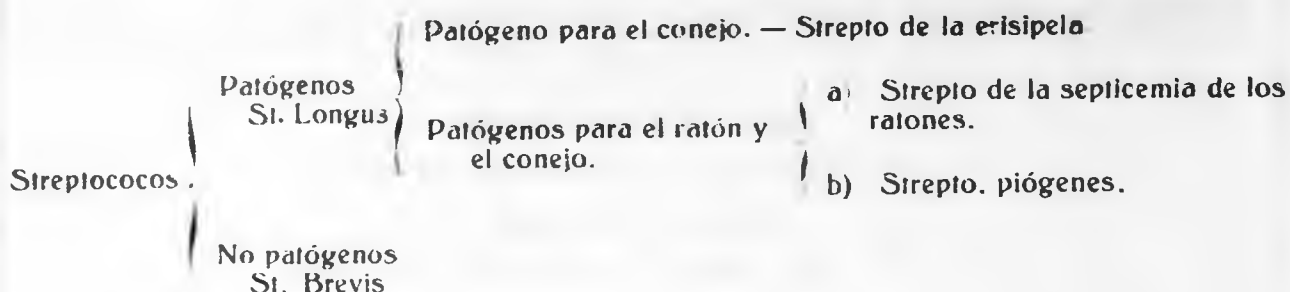 Patógeno para el conejo. — Strepto de la erisipela
Patógenos
St. Longus
Patógenos para el ratón y
el conejo.
a) Strepto de la septicemia de los
ratones.
b) Strepto. piógenes.
Streptococos.
No patógenos
St. Brevis